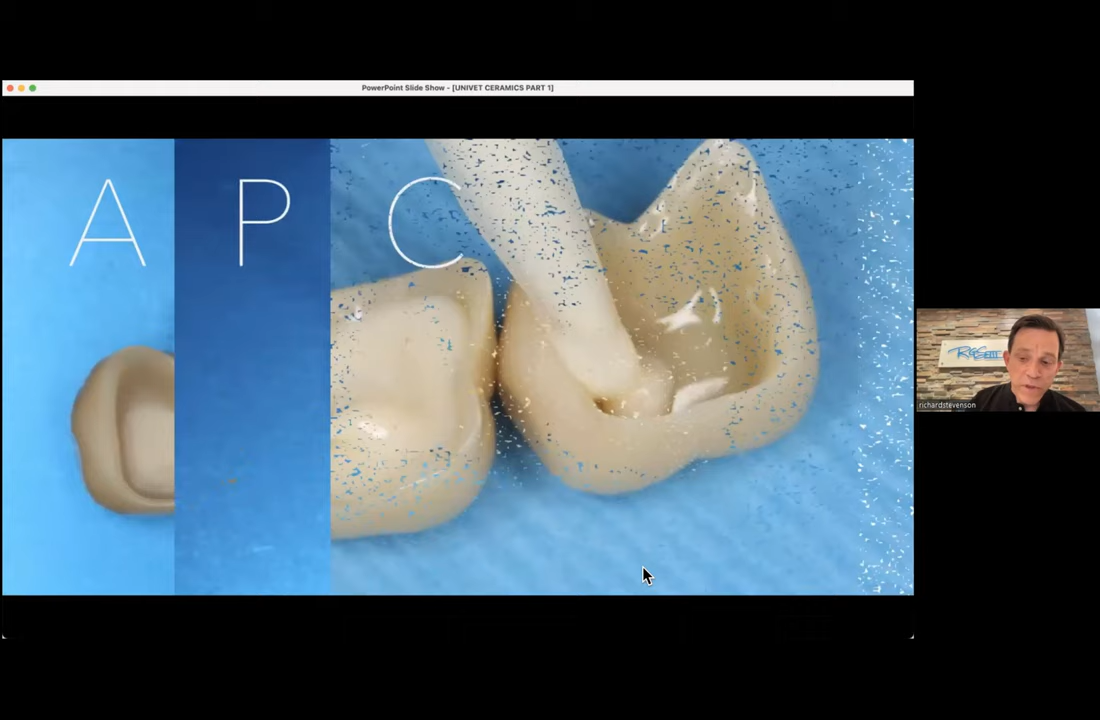 PowerPoint Slide Show - [UNIVET CERAMICS PART 1]
A P C
richardstevenson